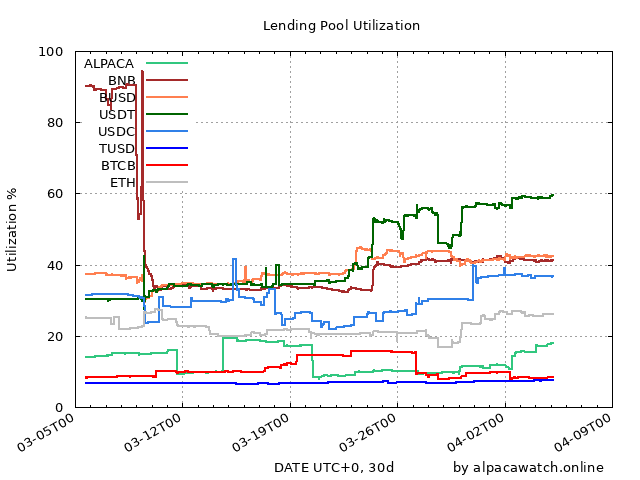 Lending Pool Utilization
Utilization %
100
80
60
40
20
0
ALPACA
BNB
BUSD
USDT
USDC
TUSD
BTCB
ETH
03-05T00
03-12T00
03-19T00
03-26T00
04-02T00
04-09T00
DATE UTC+0, 30d
by alpacawatch.online